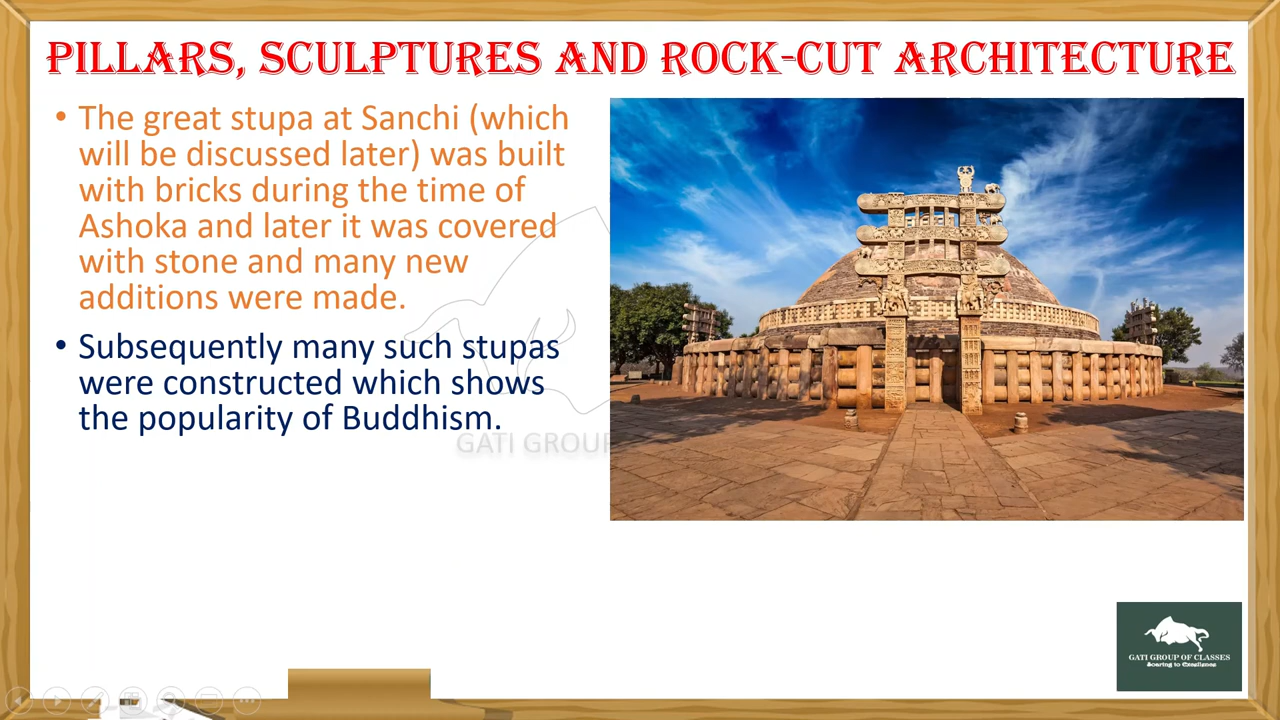 PILLARS, SCULPTURES AND ROCK-CUT ARCHITECTURE
• The great stupa at Sanchi (which
will be discussed later) was built
with bricks during the time of
Ashoka and later it was covered
with stone and many new
additions were made.
• Subsequently many such stupas
were constructed which shows
the popularity of Buddhism.
GATI GROUP
GATI GROUP OF CLASSES
Soaring to Excellence